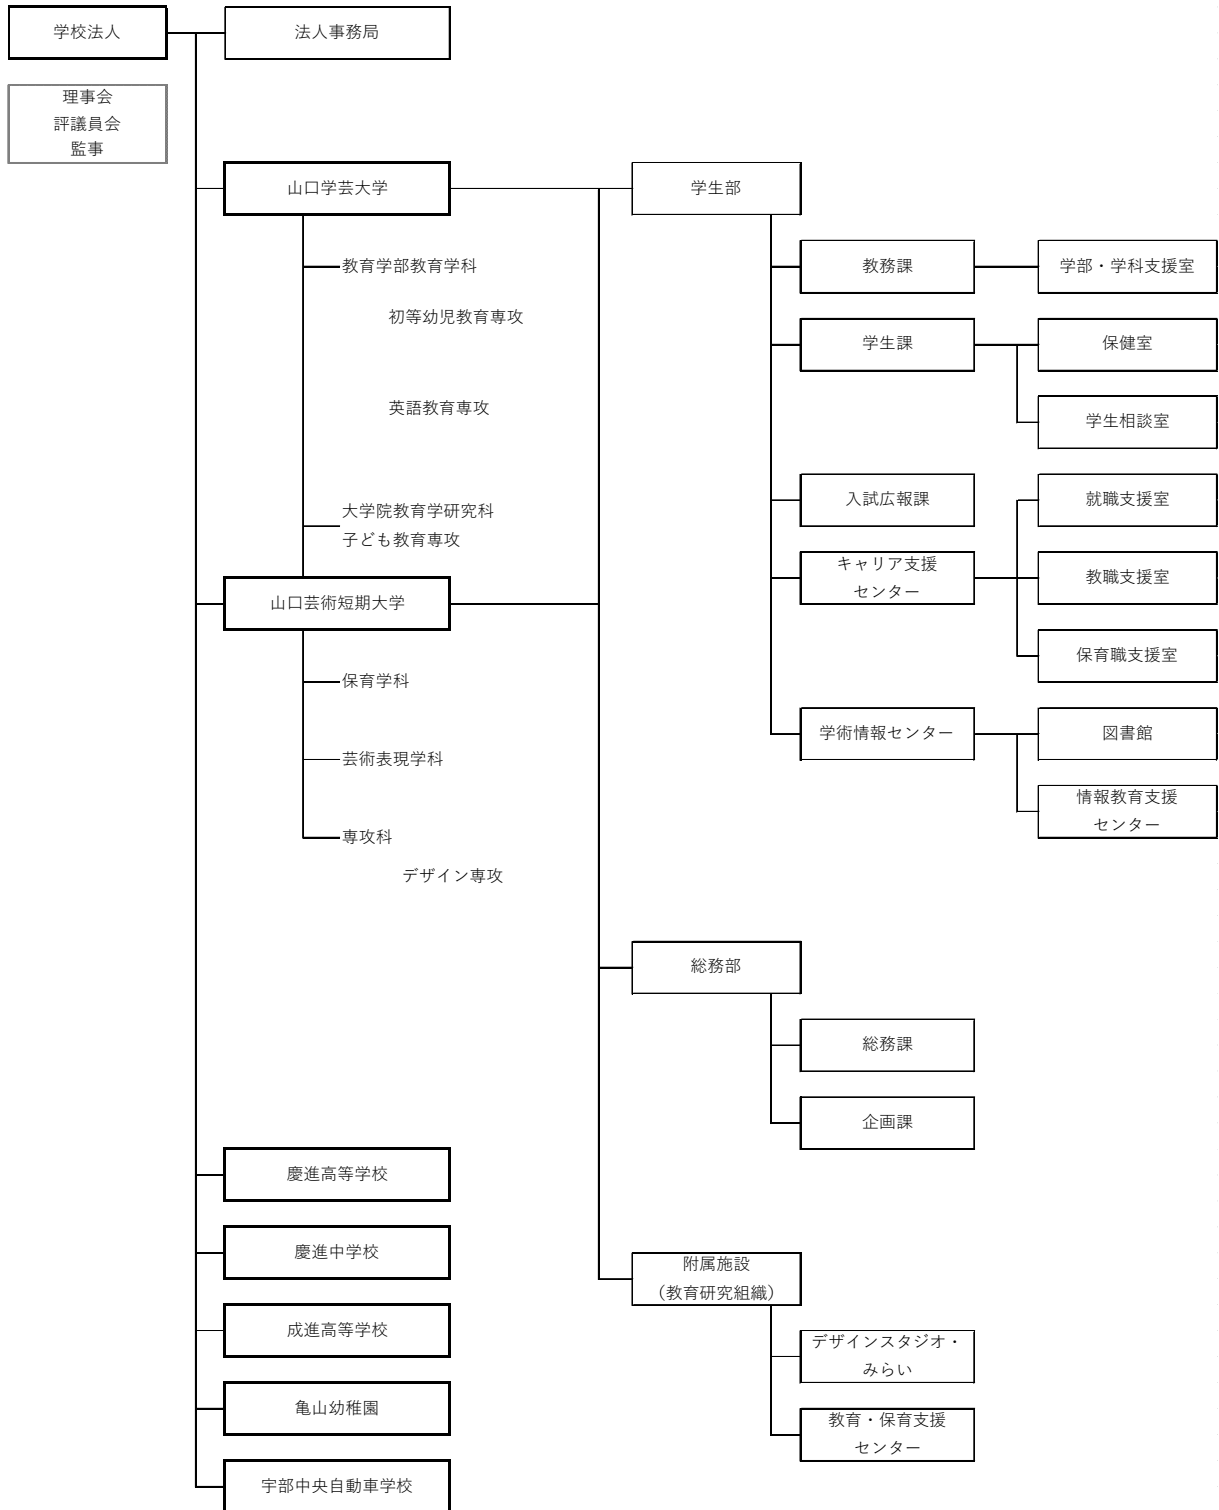 学校法人
法人事務局
理事会
評議員会
監事
山口学芸大学
学生部
教育学部教育学科
教務課
学部・学科支援室
初等幼児教育専攻
学生課
保健室
英語教育専攻
学生相談室
大学院教育学研究科
子ども教育専攻
入試広報課
就職支援室
キャリア支援
センター
教職支援室
山口芸術短期大学
保育職支援室
保育学科
学術情報センター
図書館
芸術表現学科
情報教育支援
センター
専攻科
デザイン専攻
総務部
総務課
企画課
慶進高等学校
慶進中学校
附属施設
(教育研究組織)
成進高等学校
デザインスタジオ・
みらい
亀山幼稚園
教育・保育支援
センター
宇部中央自動車学校